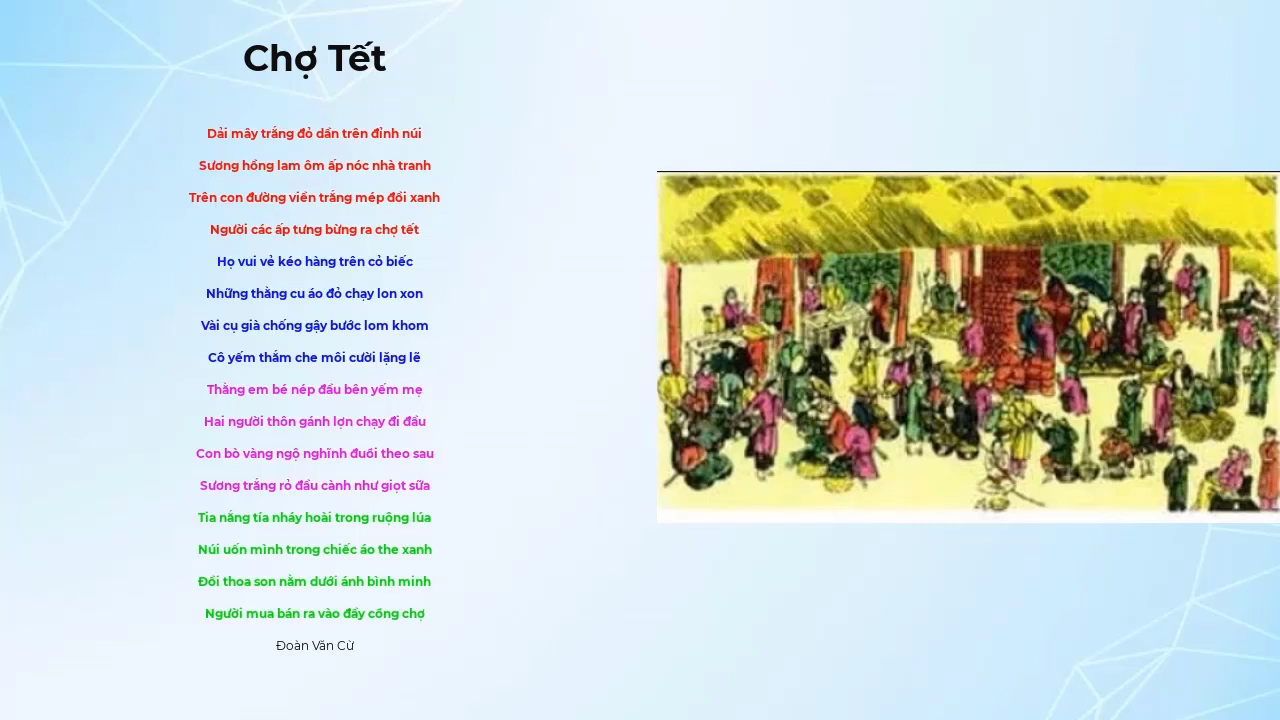 Chợ Tết
Dải mây trắng đỏ dần trên đỉnh núi
Sương hồng lam ôm ấp nóc nhà tranh
Trên con đường viền trắng mép đồi xanh
Người các ấp tưng bừng ra chợ tết
Họ vui vẻ kéo hàng trên cỏ biếc
Những thằng cu áo đỏ chạy lon xon
Vài cụ già chống gậy bước lom khom
Cô yếm thắm che môi cười lặng lẽ
Thằng em bé nép đầu bên yếm mẹ
Hai người thôn gánh lợn chạy đi đầu
Con bò vàng ngộ nghĩnh đuổi theo sau
Sương trắng rỏ đầu cành như giọt sữa
Tia nắng tía nháy hoài trong ruộng lúa
Núi uốn mình trong chiếc áo the xanh
Đồi thoa son nằm dưới ánh bình minh
Người mua bán ra vào đầy cổng chợ
Đoàn Văn Cừ